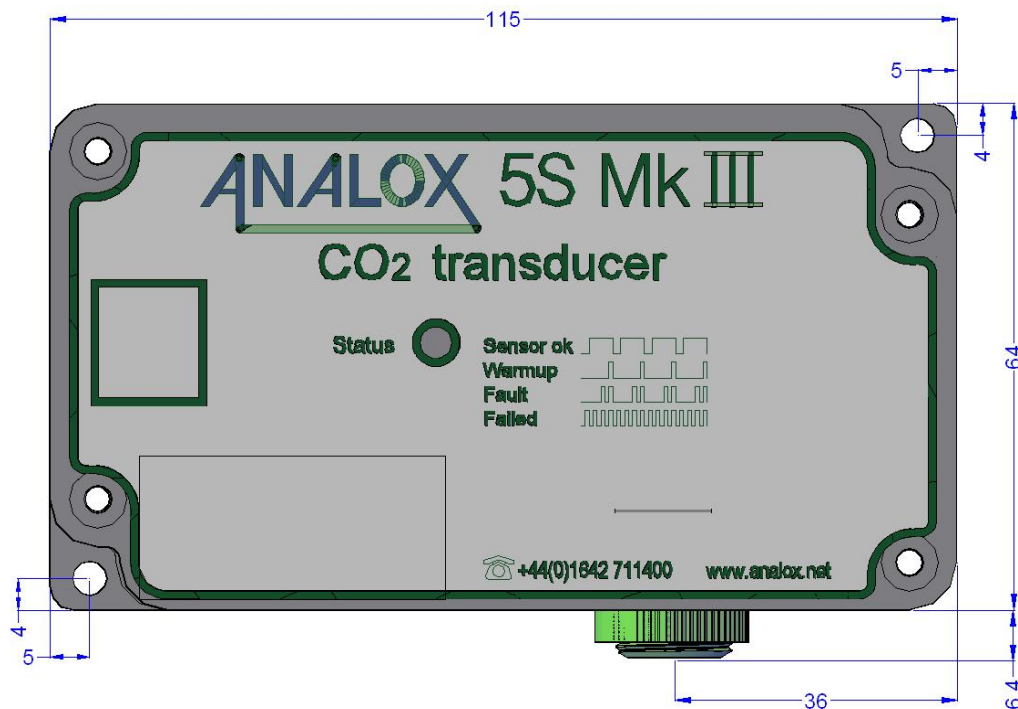 115
5
4
ANALOX 5S Mk III
CO2 transducer
Status
Sensor ok
Warmup
Fault
Failed
64
+44(0)1642 711400 www.analox.net
4
5
6.4
36